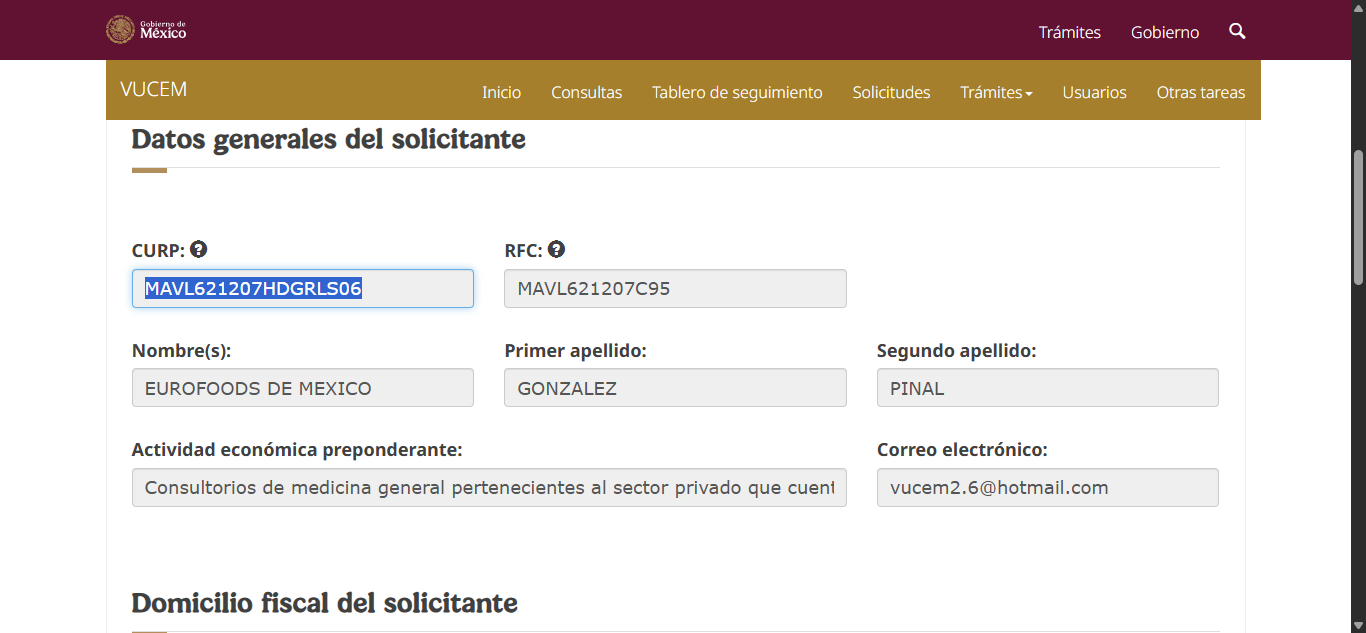 Gobierno de
México
Trámites Gobierno
VUCEM Inicio Consultas Tablero de seguimiento Solicitudes Trámites Usuarios Otras tareas
Datos generales del solicitante
CURP: RFC:
MAVL621207HDGRLS06 MAVL621207C95
Nombre(s): Primer apellido: Segundo apellido:
EUROFOODS DE MEXICO GONZALEZ PINAL
Actividad económica preponderante: Correo electrónico:
Consultorios de medicina general pertenecientes al sector privado que cuent vucem2.6@hotmail.com
Domicilio fiscal del solicitante